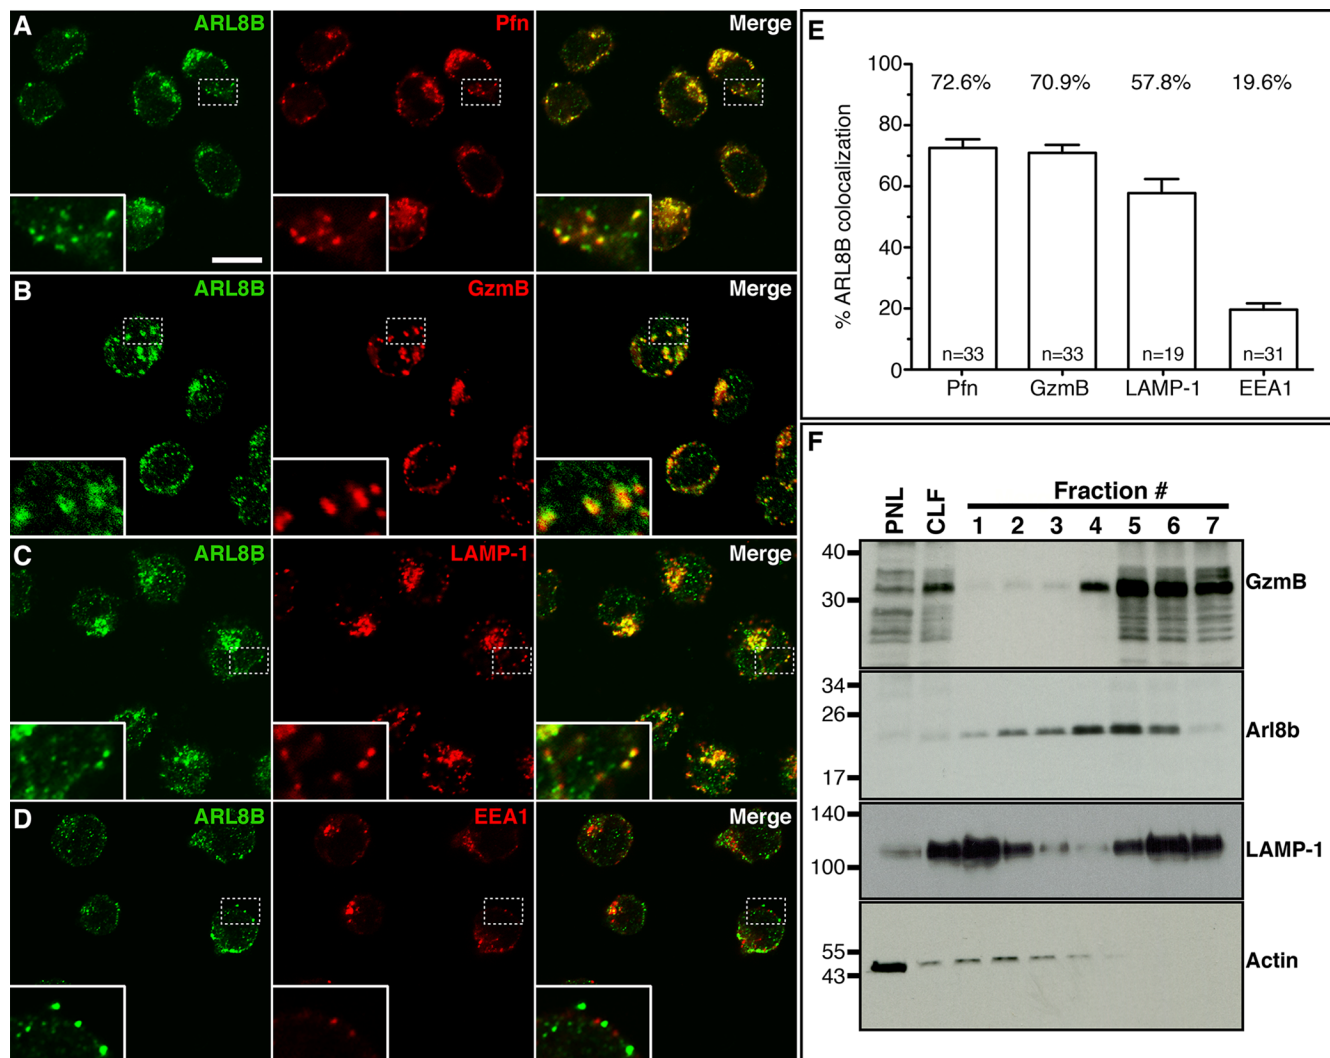 A ARL8B Pfn Merge
B ARL8B GzmB Merge
C ARL8B LAMP-1 Merge
D ARL8B EEA1 Merge
E
% ARL8B colocalization
100
80
60
40
20
0
72.6% 70.9% 57.8% 19.6%
n=33 n=33 n=19 n=31
Pfn GzmB LAMP-1 EEA1
F
Fraction #
PNL CLF 1 2 3 4 5 6 7
40
30
GzmB
34
26
17
Arl8b
140
100
LAMP-1
55
43
Actin